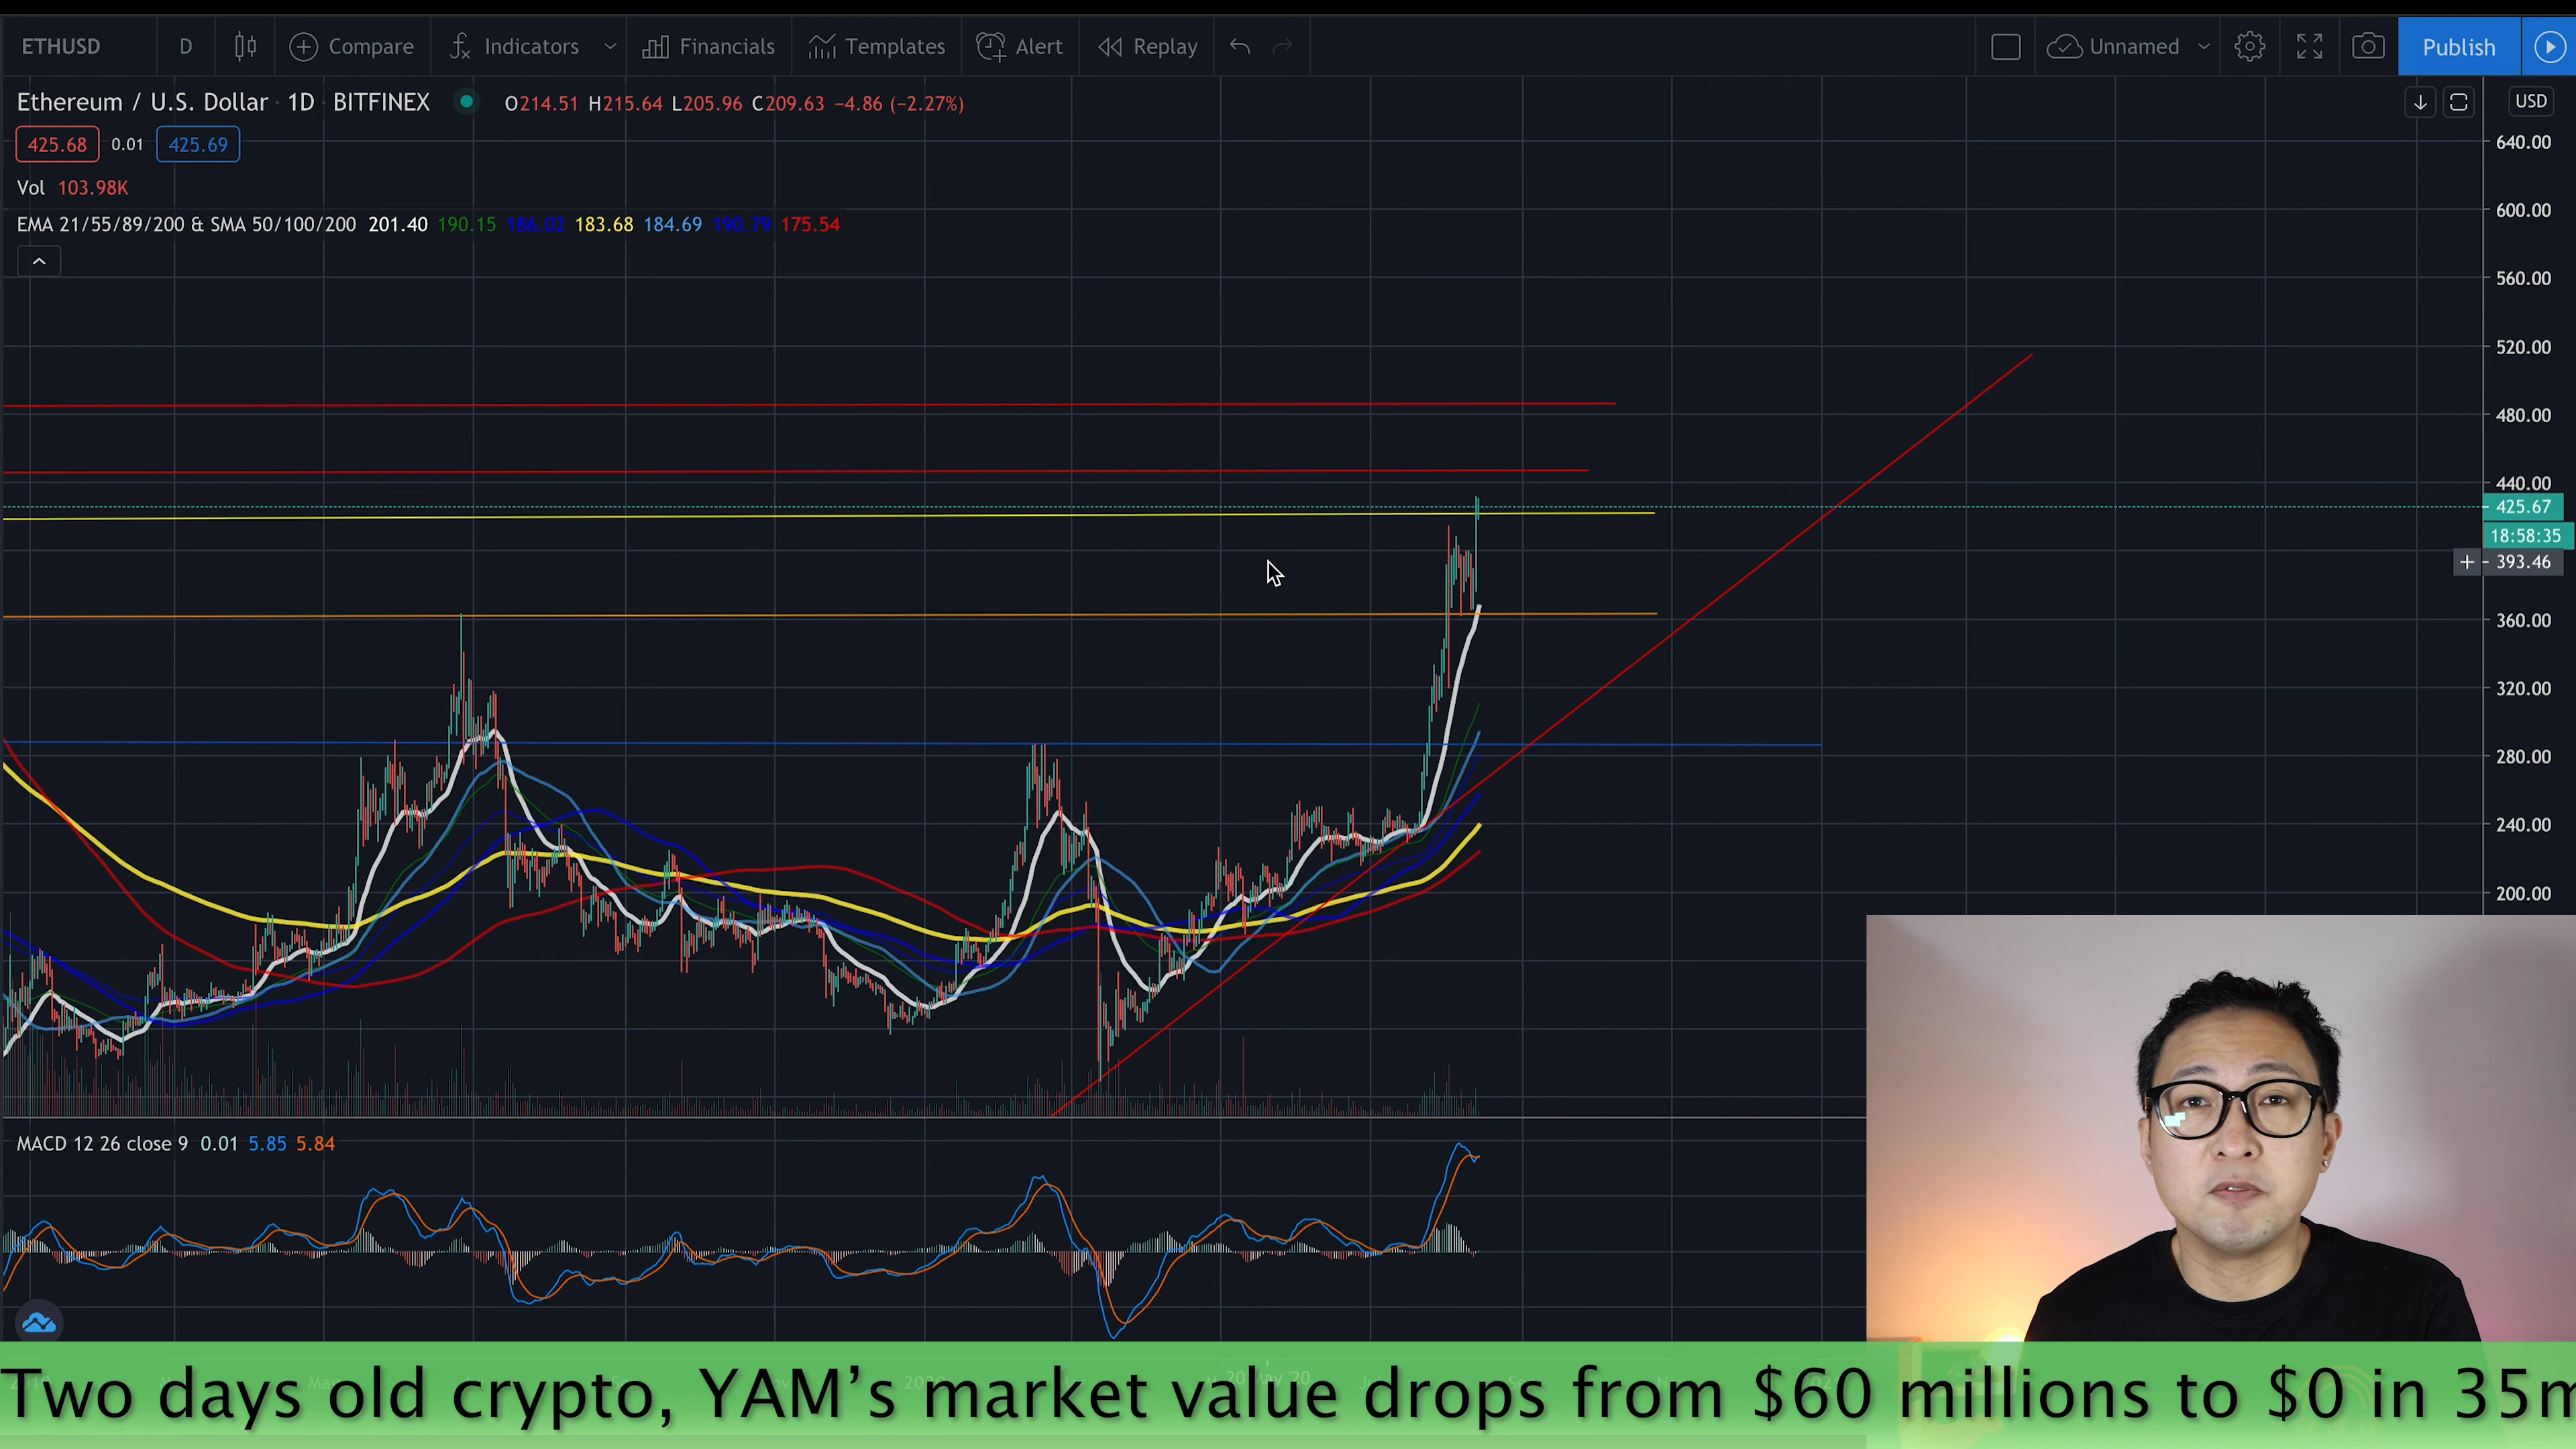 ETHUSD D Compare Indicators Financials Templates Alert Replay Unnamed Publish
Ethereum / U.S. Dollar · 1D · BITFINEX O214.51 H215.64 L205.96 C209.63 −4.86 (−2.27%)
USD
425.68 0.01 425.69
Vol 103.98K
EMA 21/55/89/200 & SMA 50/100/200 201.40 190.15 186.02 183.68 184.69 190.79 175.54
640.00
600.00
560.00
520.00
480.00
440.00
425.67
18:58:35
393.46
360.00
320.00
280.00
240.00
200.00
MACD 12 26 close 9 0.01 5.85 5.84
20 May '20
Two days old crypto, YAM’s market value drops from $60 millions to $0 in 35m